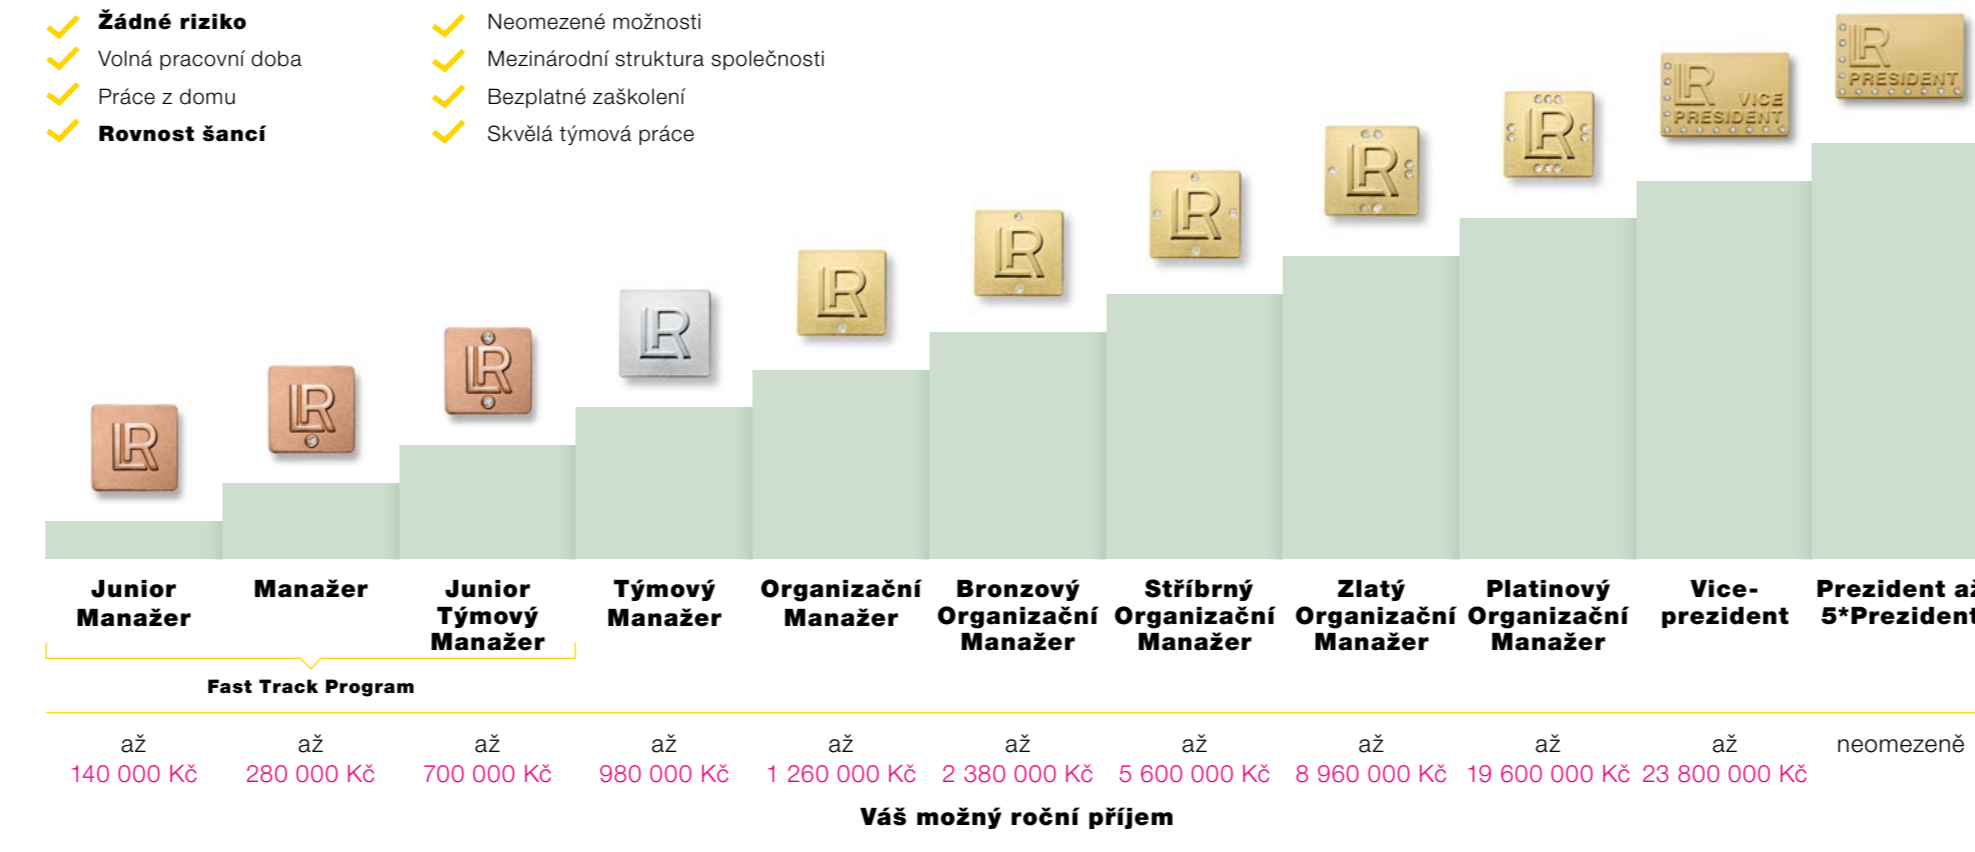 Žádné riziko
Volná pracovní doba
Práce z domu
Rovnost šancí
Neomezené možnosti
Mezinárodní struktura společnosti
Bezplatné zaškolení
Skvělá týmová práce
LR
LR
LR
LR
LR
LR
LR
LR
LR
LR VICE
PRESIDENT
LR
PRESIDENT
Junior
Manažer
Manažer
Junior
Týmový
Manažer
Týmový
Manažer
Organizační
Manažer
Bronzový
Organizační
Manažer
Stříbrný
Organizační
Manažer
Zlatý
Organizační
Manažer
Platinový
Organizační
Manažer
Vice-
prezident
Prezident až
5*Prezident
Fast Track Program
až
140 000 Kč
až
280 000 Kč
až
700 000 Kč
až
980 000 Kč
až
1 260 000 Kč
až
2 380 000 Kč
až
5 600 000 Kč
až
8 960 000 Kč
až
19 600 000 Kč
až
23 800 000 Kč
neomezeně
Váš možný roční příjem